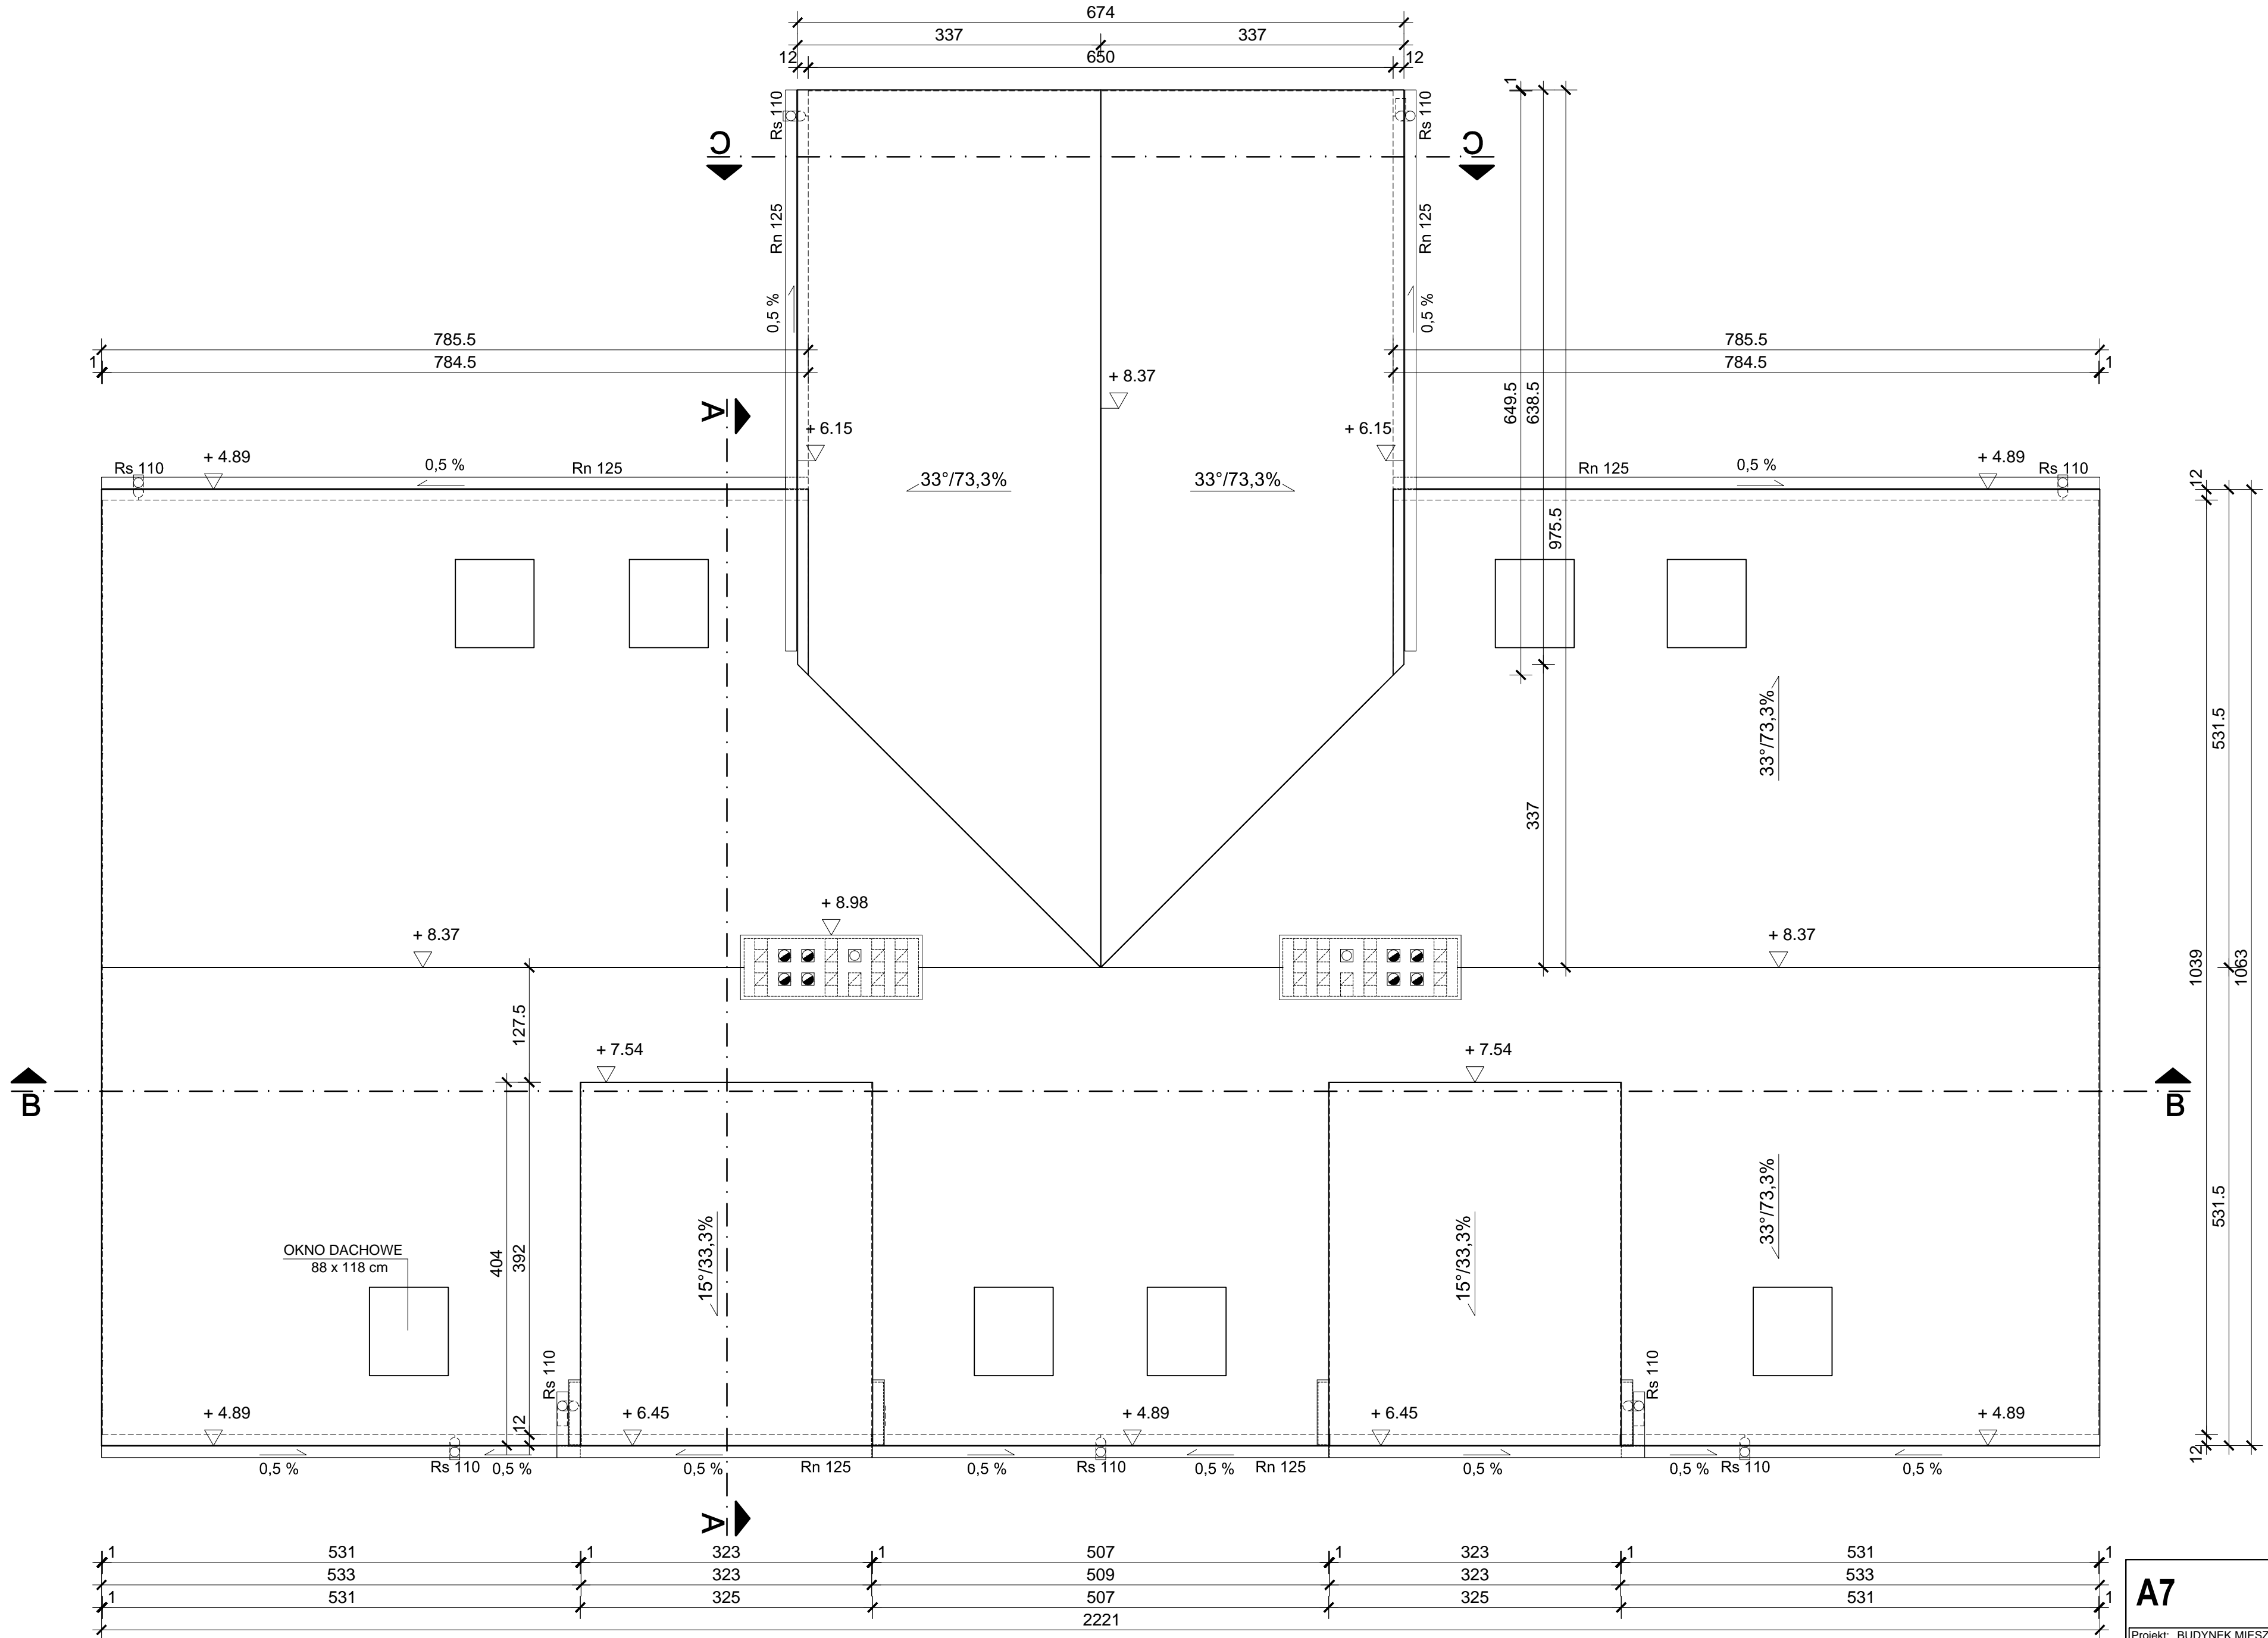 674
337 337
12 650 12
1
Rs 110 Rs 110
C C
Rn 125 Rn 125
0,5 % 0,5 %
785.5 785.5
1 784.5 784.5 1
649.5 638.5
+ 8.37
A
+ 6.15 + 6.15
Rs 110 + 4.89 0,5 % Rn 125 Rn 125 0,5 % + 4.89 Rs 110
33°/73,3% 33°/73,3%
12
975.5
33°/73,3%
531.5
337
+ 8.98
+ 8.37 + 8.37
1039
1063
127.5
+ 7.54 + 7.54
B B
33°/73,3%
531.5
15°/33,3% 15°/33,3%
OKNO DACHOWE
88 x 118 cm
404 392
Rs 110 Rs 110
+ 4.89 12 + 6.45 + 4.89 + 6.45 + 4.89
12
0,5 % Rs 110 0,5 % 0,5 % Rn 125 0,5 % Rs 110 0,5 % Rn 125 0,5 % 0,5 % Rs 110 0,5 %
A
1 531 1 323 1 507 1 323 1 531 1
533 323 509 323 533
1 531 325 507 325 531 1
2221
A7
Projekt: BUDYNEK